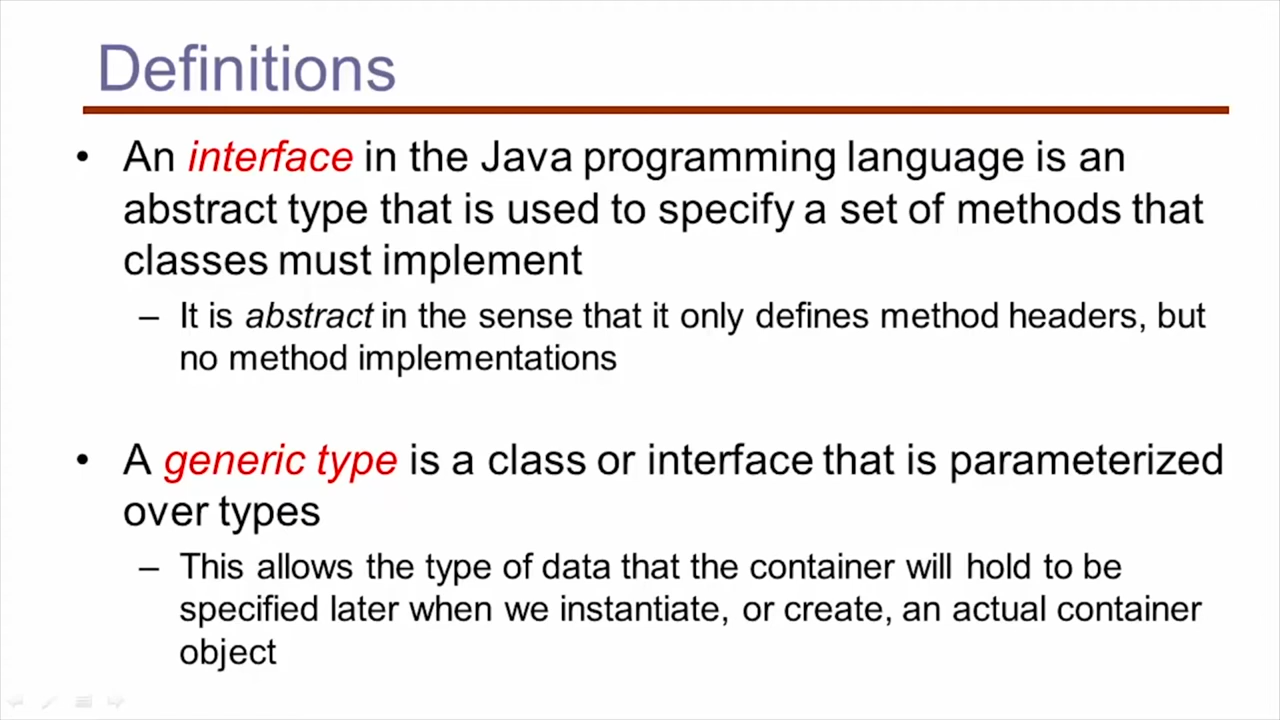 Definitions
• An interface in the Java programming language is an
abstract type that is used to specify a set of methods that
classes must implement
– It is abstract in the sense that it only defines method headers, but
no method implementations
• A generic type is a class or interface that is parameterized
over types
– This allows the type of data that the container will hold to be
specified later when we instantiate, or create, an actual container
object